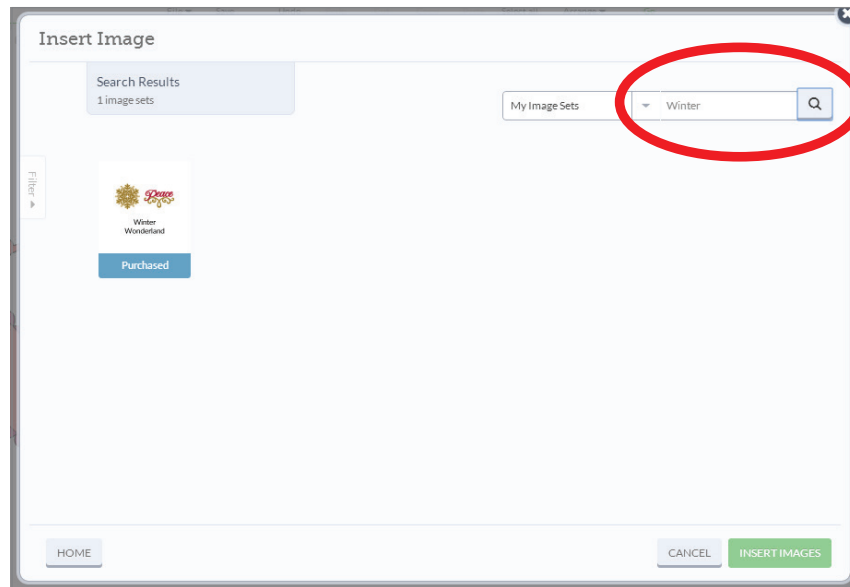 Insert Image
Search Results
1 image sets
My Image Sets
Winter
Filter
Peace
Winter
Wonderland
Purchased
HOME
CANCEL
INSERT IMAGES